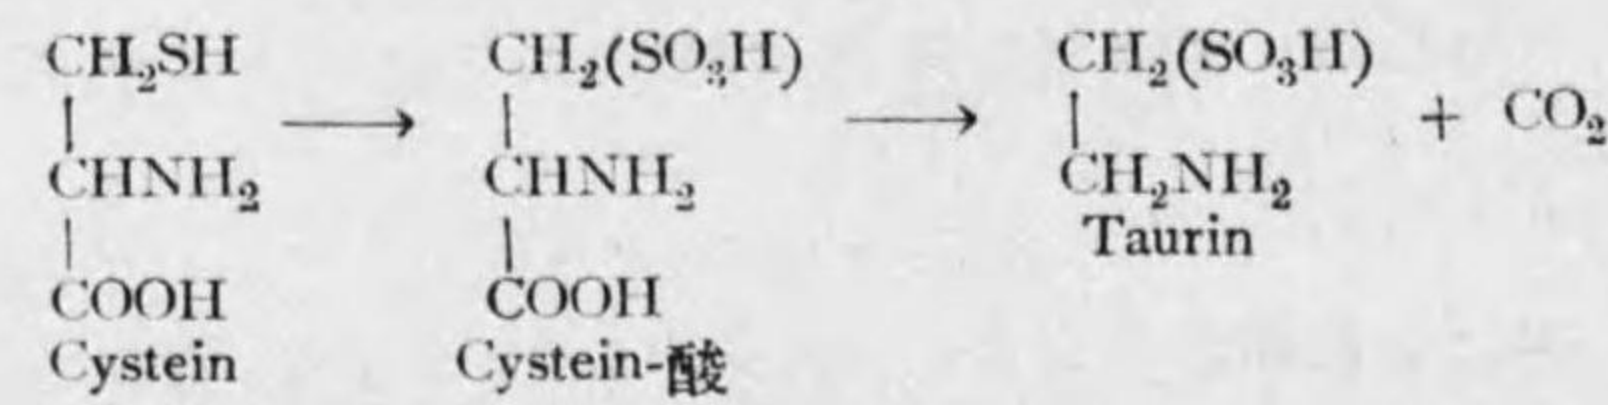 CH₂SH CH₂(SO₃H) CH₂(SO₃H)
| → | → | + CO₂
CHNH₂ CHNH₂ CH₂NH₂
| | Taurin
COOH COOH
Cystein Cystein-酸